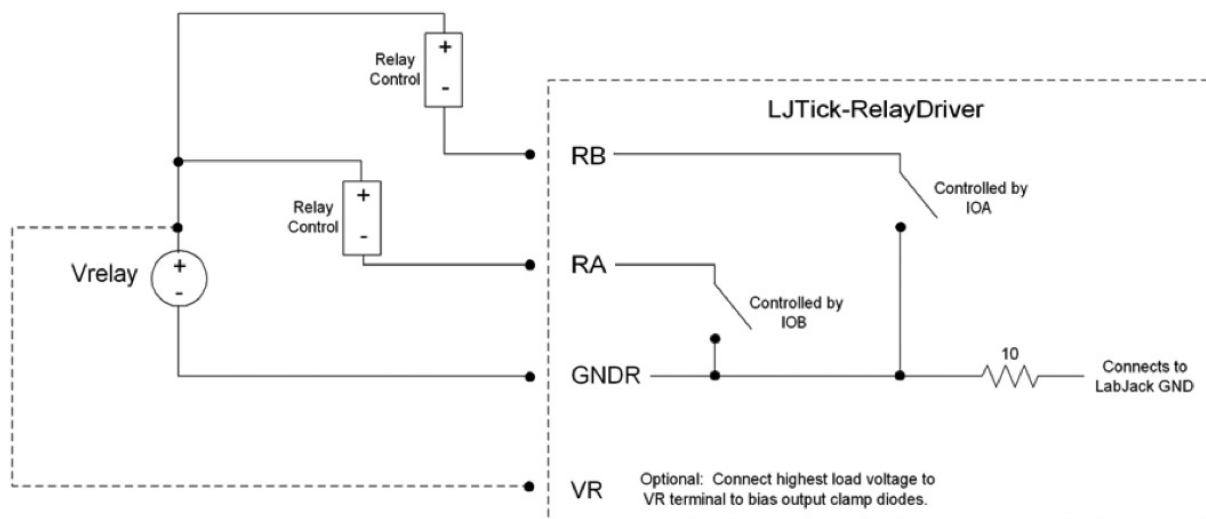 +
Relay
Control
-
LJTick-RelayDriver
RB
+
Relay
Control
-
Controlled by
IOA
Vrelay
+
-
RA
Controlled by
IOB
GNDR
10
Connects to
LabJack GND
VR
Optional: Connect highest load voltage to
VR terminal to bias output clamp diodes.